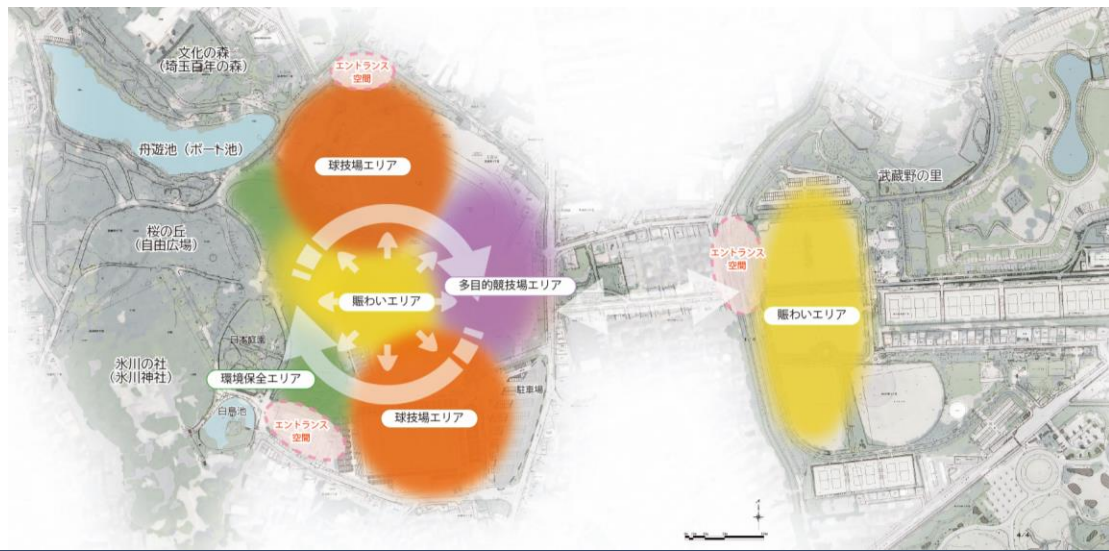 文化の森
(埼玉百年の森)
エントランス
空間
舟遊池(ボート池)
球技場エリア
武蔵野の里
桜の丘
(自由広場)
エントランス
空間
多目的競技場エリア
賑わいエリア
賑わいエリア
日本庭園
氷川の社
(氷川神社)
環境保全エリア
駐車場
白鳥池
エントランス
空間
球技場エリア